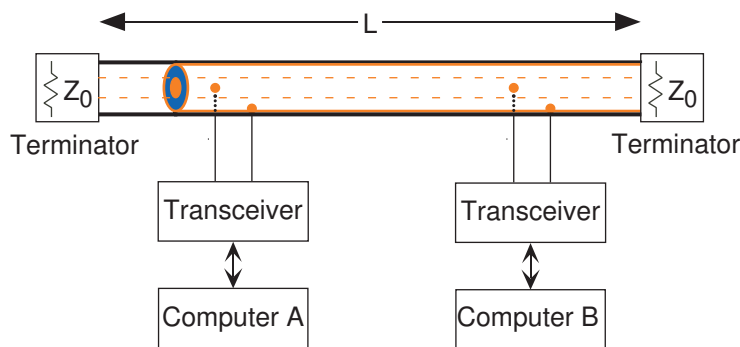 L
Z0
Z0
Terminator
Terminator
Transceiver
Transceiver
Computer A
Computer B